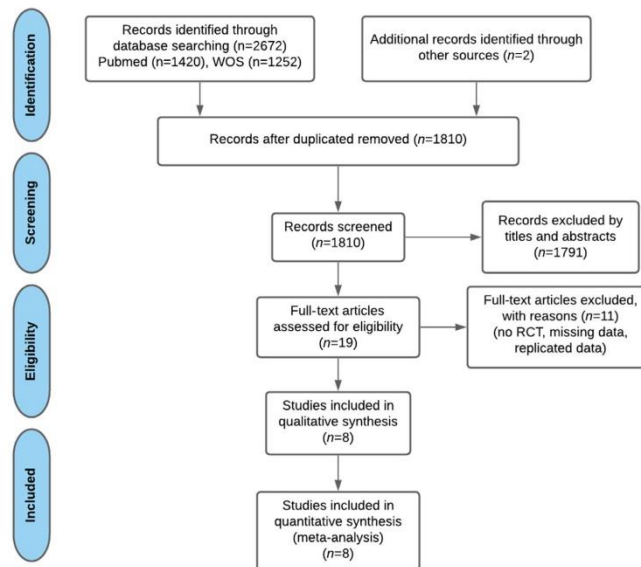 Identification
Records identified through
database searching (n=2672)
Pubmed (n=1420), WOS (n=1252)
Additional records identified through
other sources (n=2)
Records after duplicated removed (n=1810)
Screening
Records screened
(n=1810)
Records excluded by
titles and abstracts
(n=1791)
Eligibility
Full-text articles
assessed for eligibility
(n=19)
Full-text articles excluded,
with reasons (n=11)
(no RCT, missing data,
replicated data)
Studies included in
qualitative synthesis
(n=8)
Included
Studies included in
quantitative synthesis
(meta-analysis)
(n=8)